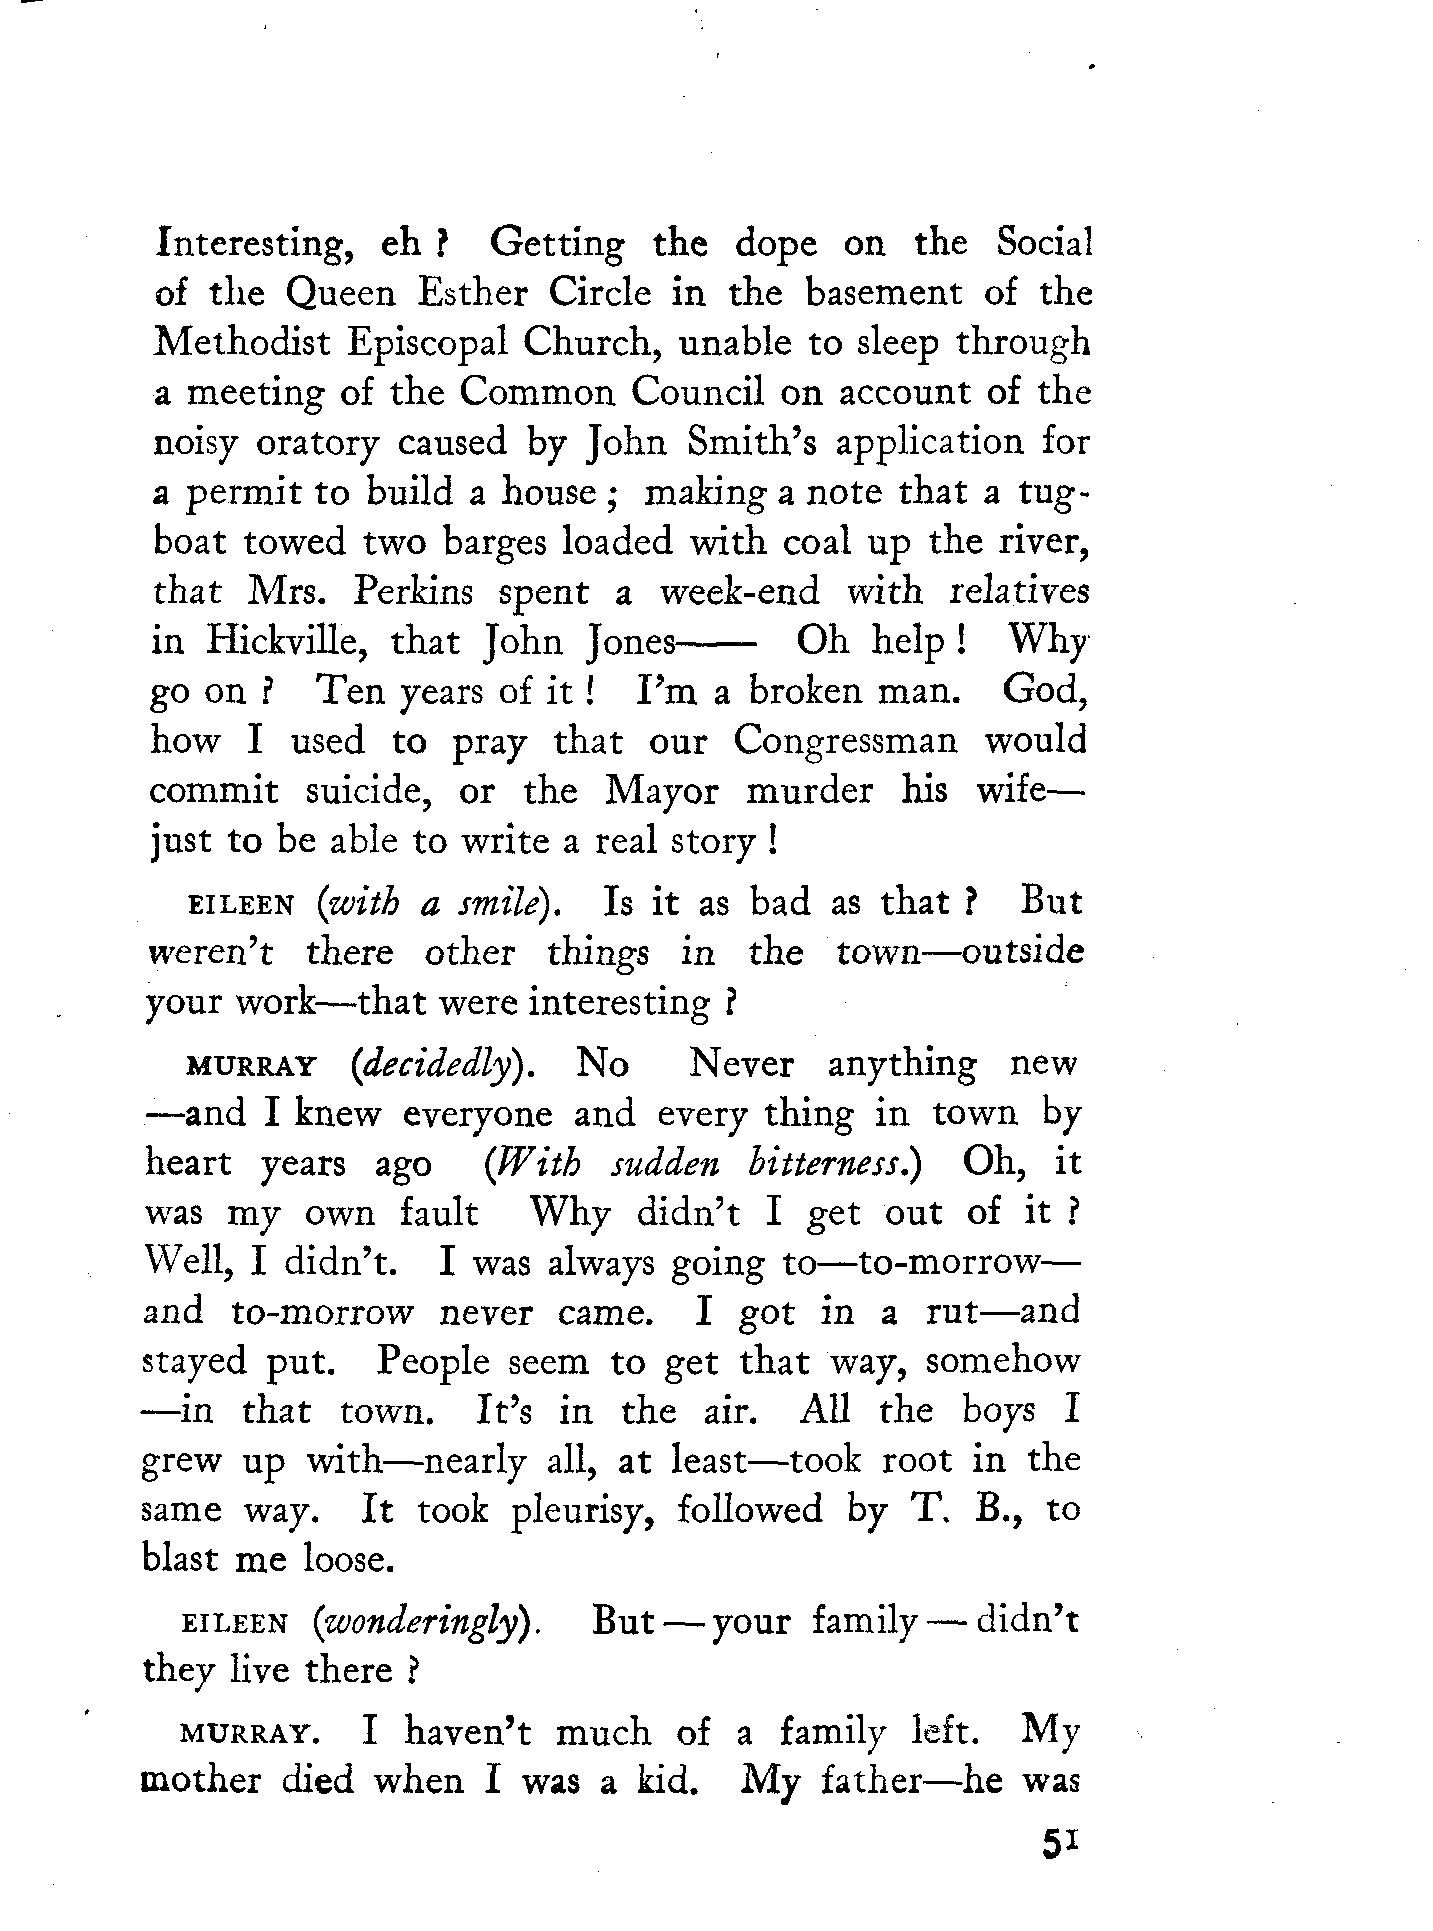 Interesting, eh ? Getting the dope on the Social
of the Queen Esther Circle in the basement of the
Methodist Episcopal Church, unable to sleep through
a meeting of the Common Council on account of the
noisy oratory caused by John Smith's application for
a permit to build a house ; making a note that a tug-
boat towed two barges loaded with coal up the river,
that Mrs. Perkins spent a week-end with relatives
in Hickville, that John Jones—— Oh help ! Why
go on ? Ten years of it ! I'm a broken man. God,
how I used to pray that our Congressman would
commit suicide, or the Mayor murder his wife—
just to be able to write a real story !
EILEEN (with a smile). Is it as bad as that ? But
weren't there other things in the town—outside
your work—that were interesting ?
MURRAY (decidedly). No Never anything new
—and I knew everyone and every thing in town by
heart years ago (With sudden bitterness.) Oh, it
was my own fault Why didn't I get out of it ?
Well, I didn't. I was always going to—to-morrow—
and to-morrow never came. I got in a rut—and
stayed put. People seem to get that way, somehow
—in that town. It's in the air. All the boys I
grew up with—nearly all, at least—took root in the
same way. It took pleurisy, followed by T. B., to
blast me loose.
EILEEN (wonderingly). But — your family — didn't
they live there ?
MURRAY. I haven't much of a family left. My
mother died when I was a kid. My father—he was
51